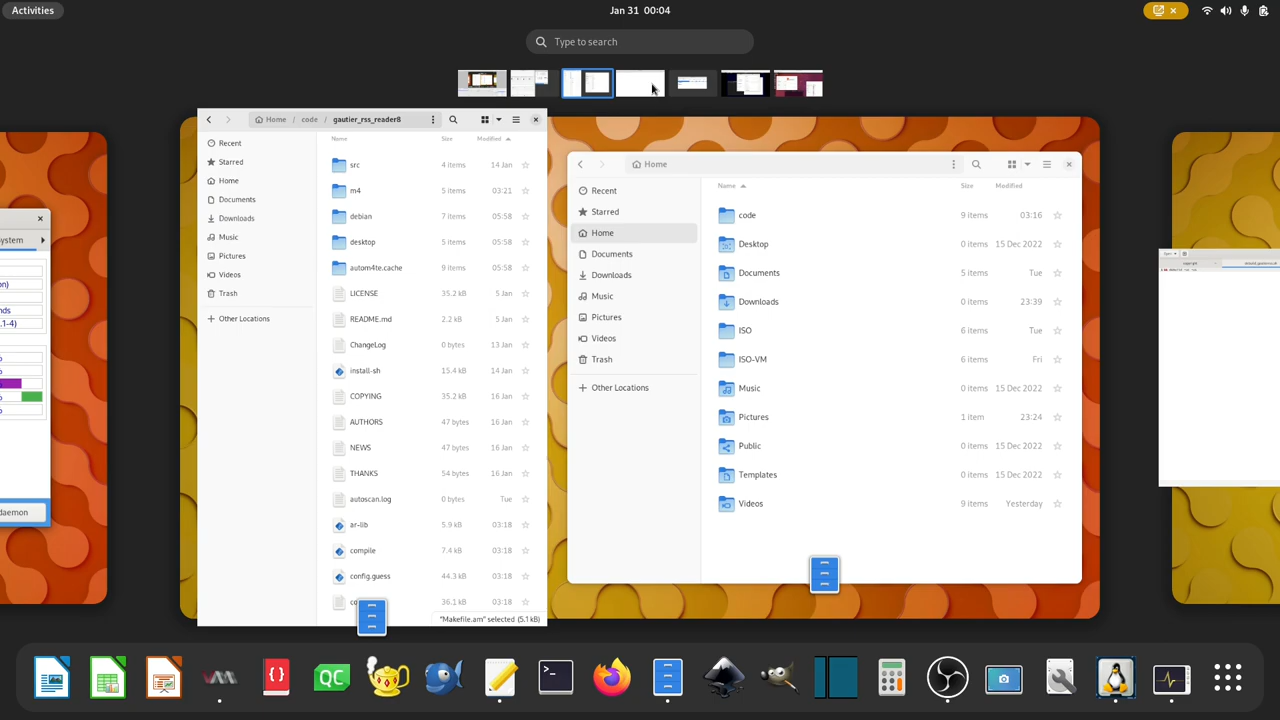 Activities
Jan 31 00:04
Type to search
Home / code / gautier_rss_reader8
Name Size Modified
Recent
Starred
Home
Documents
Downloads
Music
Pictures
Videos
Trash
Other Locations
src 4 items 14 Jan
m4 5 items 03:21
debian 7 items 05:58
desktop 5 items 05:58
autom4te.cache 9 items 05:58
LICENSE 35.2 kB 5 Jan
README.md 2.2 kB 5 Jan
ChangeLog 0 bytes 13 Jan
install-sh 15.4 kB 14 Jan
COPYING 35.2 kB 16 Jan
AUTHORS 47 bytes 16 Jan
NEWS 47 bytes 16 Jan
THANKS 54 bytes 16 Jan
autoscan.log 0 bytes Tue
ar-lib 5.9 kB 03:18
compile 7.4 kB 03:18
config.guess 44.3 kB 03:18
36.1 kB 03:18
"Makefile.am" selected (5.1 kB)
Home
Name Size Modified
Recent
Starred
Home
Documents
Downloads
Music
Pictures
Videos
Trash
Other Locations
code 9 items 03:16
Desktop 0 items 15 Dec 2022
Documents 5 items Tue
Downloads 0 items 23:39
ISO 6 items Tue
ISO-VM 6 items Fri
Music 0 items 15 Dec 2022
Pictures 1 item 23:24
Public 0 items 15 Dec 2022
Templates 0 items 15 Dec 2022
Videos 9 items Yesterday
QC